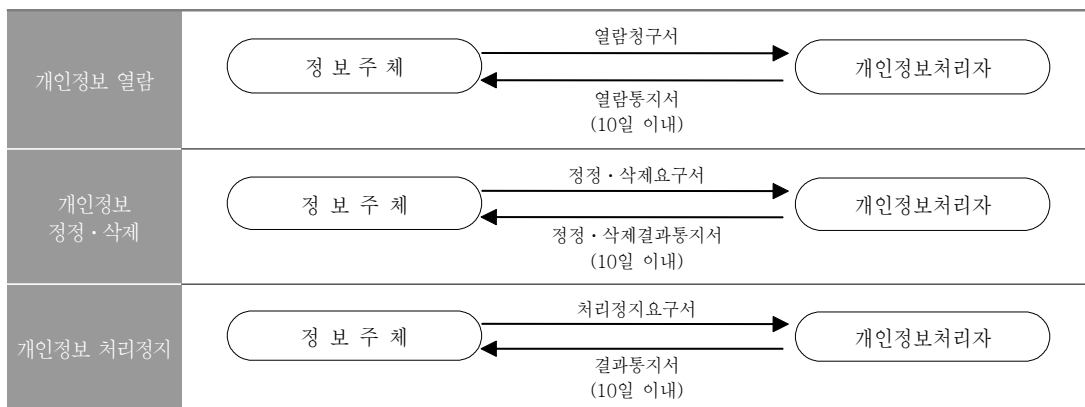 개인정보 열람
정 보 주 체
열람청구서
열람통지서
(10일 이내)
개인정보처리자
개인정보
정정·삭제
정 보 주 체
정정·삭제요구서
정정·삭제결과통지서
(10일 이내)
개인정보처리자
개인정보 처리정지
정 보 주 체
처리정지요구서
결과통지서
(10일 이내)
개인정보처리자